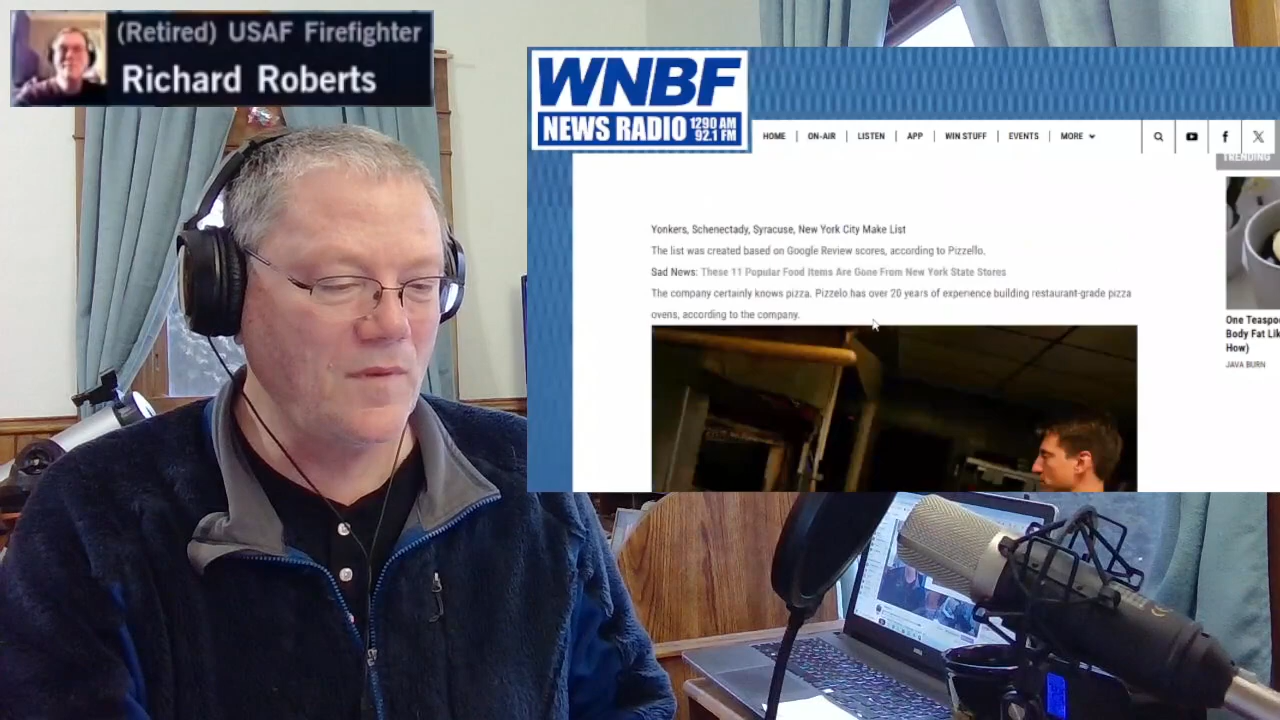 (Retired) USAF Firefighter
Richard Roberts
WNBF
NEWS RADIO 1290 AM
92.1 FM
HOME
ON-AIR
LISTEN
APP
WIN STUFF
EVENTS
MORE
TRENDING
Yonkers, Schenectady, Syracuse, New York City Make List
The list was created based on Google Review scores, according to Pizzello.
Sad News: These 11 Popular Food Items Are Gone From New York State Stores
The company certainly knows pizza. Pizzelo has over 20 years of experience building restaurant-grade pizza
ovens, according to the company.
One Teaspo
Body Fat Lik
How)
JAVA BURN
DELL